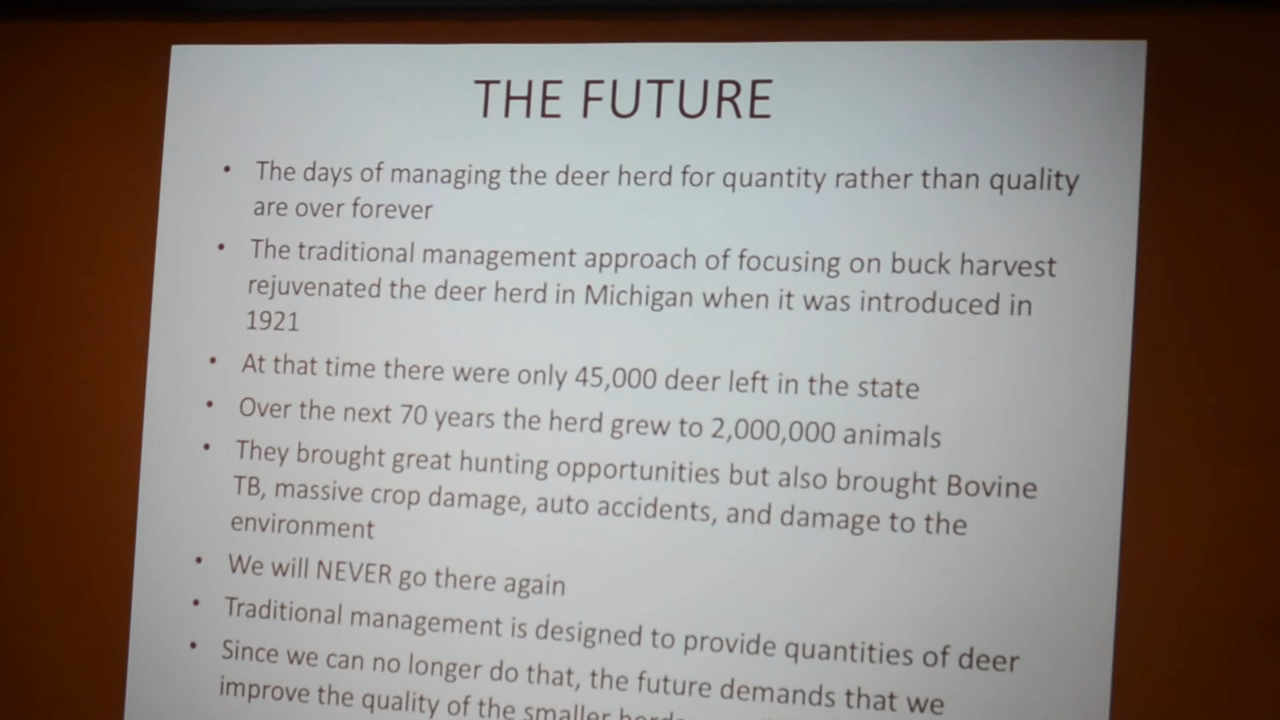 THE FUTURE
• The days of managing the deer herd for quantity rather than quality
are over forever
• The traditional management approach of focusing on buck harvest
rejuvenated the deer herd in Michigan when it was introduced in
1921
• At that time there were only 45,000 deer left in the state
• Over the next 70 years the herd grew to 2,000,000 animals
• They brought great hunting opportunities but also brought Bovine
TB, massive crop damage, auto accidents, and damage to the
environment
• We will NEVER go there again
• Traditional management is designed to provide quantities of deer
• Since we can no longer do that, the future demands that we
improve the quality of the smaller